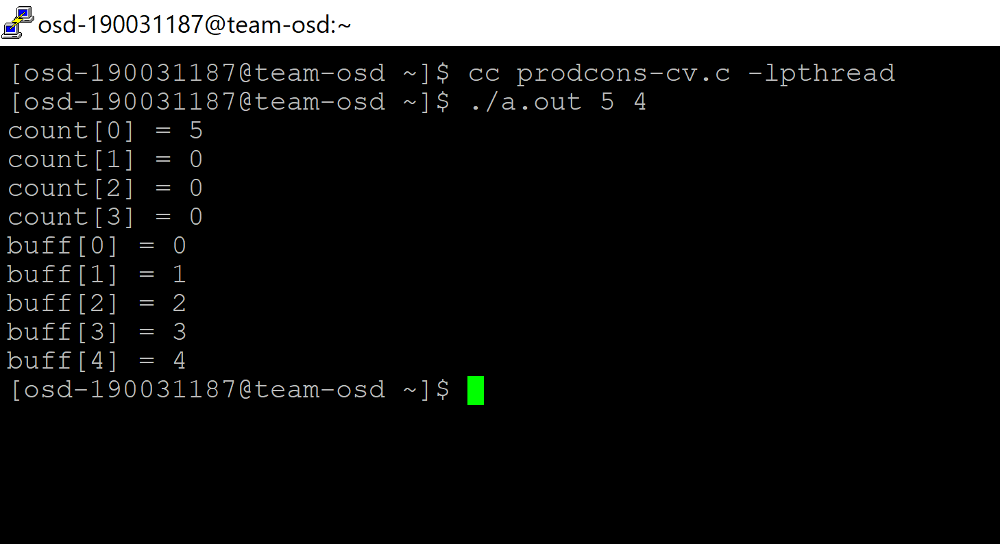 osd-190031187@team-osd:~
[osd-190031187@team-osd ~]$ cc prodcons-cv.c -lpthread
[osd-190031187@team-osd ~]$ ./a.out 5 4
count[0] = 5
count[1] = 0
count[2] = 0
count[3] = 0
buff[0] = 0
buff[1] = 1
buff[2] = 2
buff[3] = 3
buff[4] = 4
[osd-190031187@team-osd ~]$